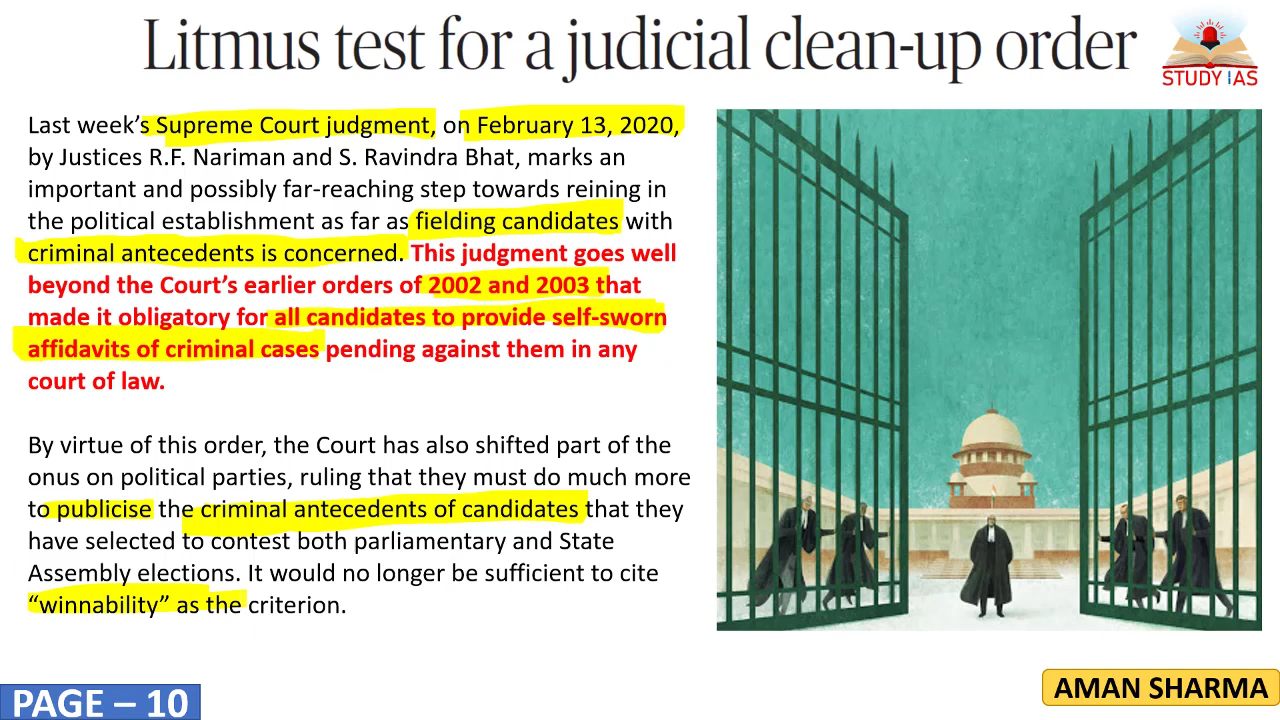 Litmus test for a judicial clean-up order
STUDY IAS
Last week's Supreme Court judgment, on February 13, 2020,
by Justices R.F. Nariman and S. Ravindra Bhat, marks an
important and possibly far-reaching step towards reining in
the political establishment as far as fielding candidates with
criminal antecedents is concerned. This judgment goes well
beyond the Court's earlier orders of 2002 and 2003 that
made it obligatory for all candidates to provide self-sworn
affidavits of criminal cases pending against them in any
court of law.
By virtue of this order, the Court has also shifted part of the
onus on political parties, ruling that they must do much more
to publicise the criminal antecedents of candidates that they
have selected to contest both parliamentary and State
Assembly elections. It would no longer be sufficient to cite
“winnability” as the criterion.
PAGE – 10
AMAN SHARMA